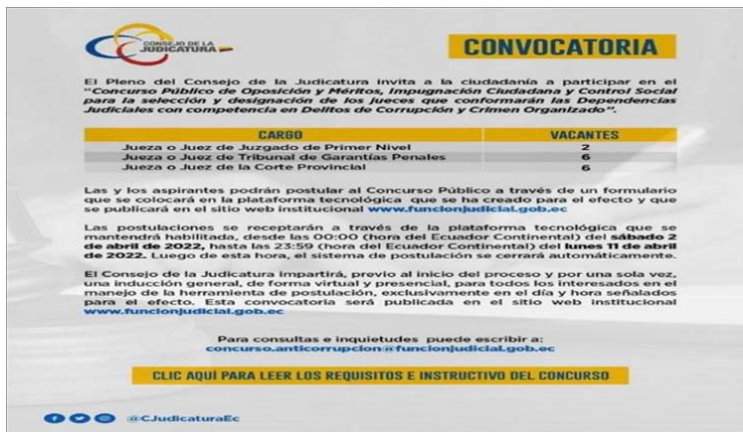 CONSEJO DE LA
JUDICATURA
CONVOCATORIA
El Pleno del Consejo de la Judicatura invita a la ciudadanía a participar en el
"Concurso Público de Oposición y Méritos, Impugnación Ciudadana y Control Social
para la selección y designación de los jueces que conformarán las Dependencias
Judiciales con competencia en Delitos de Corrupción y Crimen Organizado".
CARGO VACANTES
Jueza o Juez de Juzgado de Primer Nivel 2
Jueza o Juez de Tribunal de Garantías Penales 6
Jueza o Juez de la Corte Provincial 6
Las y los aspirantes podrán postular al Concurso Público a través de un formulario
que se colocará en la plataforma tecnológica que se ha creado para el efecto y que
se publicará en el sitio web institucional www.funcionjudicial.gob.ec
Las postulaciones se receptarán a través de la plataforma tecnológica que se
mantendrá habilitada, desde las 00:00 (hora del Ecuador Continental) del sábado 2
de abril de 2022, hasta las 23:59 (hora del Ecuador Continental) del lunes 11 de abril
de 2022. Luego de esta hora, el sistema de postulación se cerrará automáticamente.
El Consejo de la Judicatura impartirá, previo al inicio del proceso y por una sola vez,
una inducción general, de forma virtual y presencial, para todos los interesados en el
manejo de la herramienta de postulación, exclusivamente en el día y hora señalados
para el efecto. Esta convocatoria será publicada en el sitio web institucional
www.funcionjudicial.gob.ec
Para consultas e inquietudes puede escribir a:
concurso.anticorrupcion@funcionjudicial.gob.ec
CLIC AQUÍ PARA LEER LOS REQUISITOS E INSTRUCTIVO DEL CONCURSO
@CJudicaturaEc